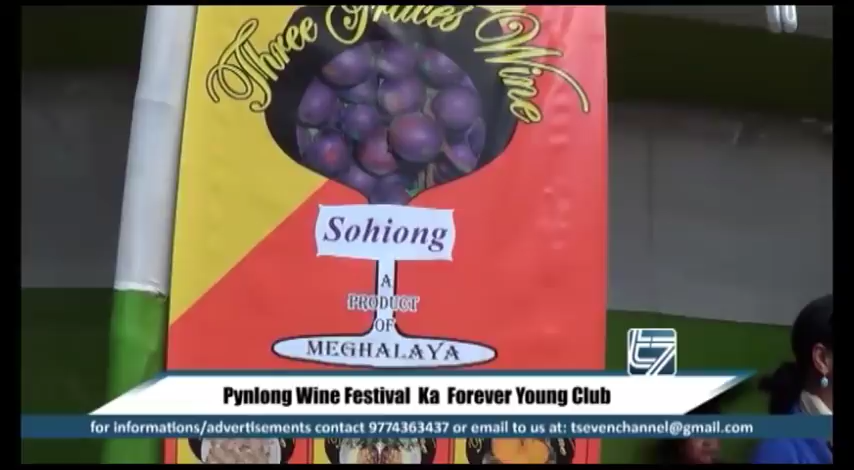 Three Graces Wine
Sohiong
A
PRODUCT
OF
MEGHALAYA
Pynlong Wine Festival Ka Forever Young Club
for informations/advertisements contact 9774363437 or email to us at: tsevenchannel@gmail.com